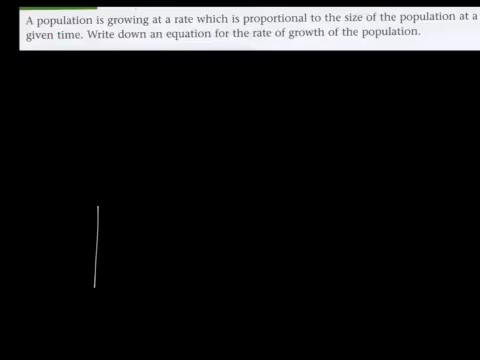 A population is growing at a rate which is proportional to the size of the population at a
given time. Write down an equation for the rate of growth of the population.